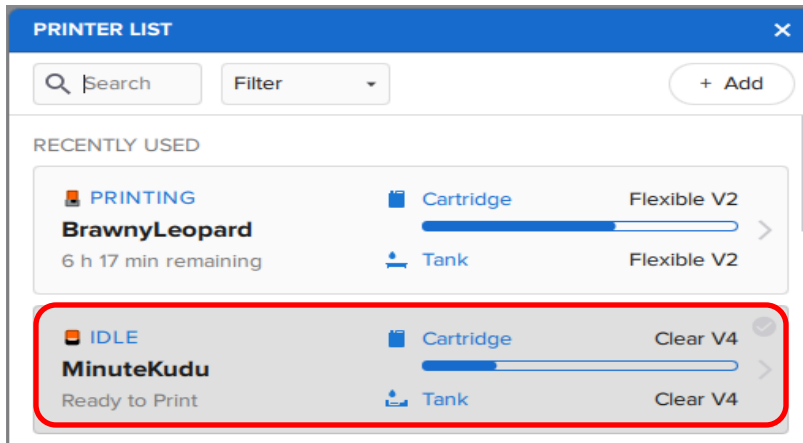 PRINTER LIST ×
Search Filter + Add
RECENTLY USED
PRINTING Cartridge Flexible V2
BrawnyLeopard
6 h 17 min remaining Tank Flexible V2
IDLE Cartridge Clear V4
MinuteKudu
Ready to Print Tank Clear V4